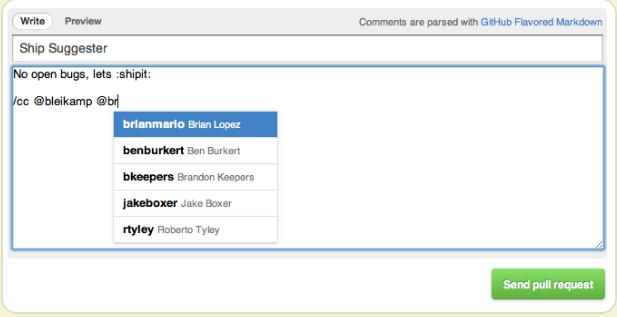 Write Preview Comments are parsed with GitHub Flavored Markdown
Ship Suggester
No open bugs, lets :shipit:
/cc @bleikamp @br
brianmario Brian Lopez
benburkert Ben Burkert
bkeepers Brandon Keepers
jakeboxer Jake Boxer
rtyley Roberto Tyley
Send pull request